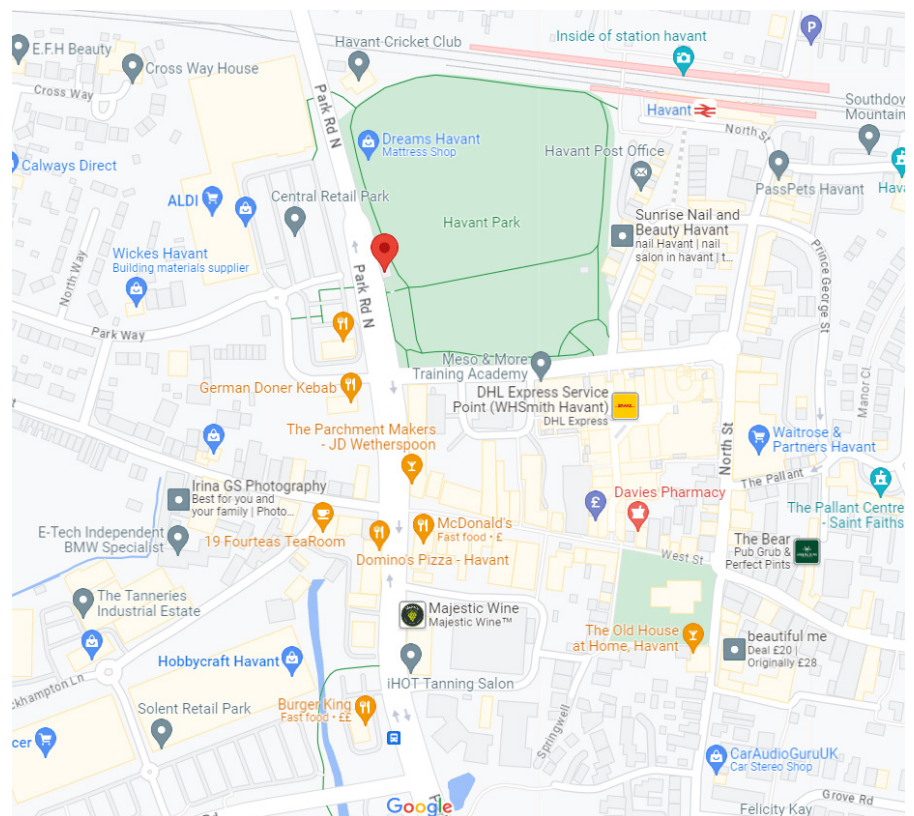 Inside of station havant
P
Havant Cricket Club
E.F.H Beauty
Cross Way House
Cross Way
Park Rd N
Havant
Southdow
Mountain
North St
Dreams Havant
Mattress Shop
Havant Post Office
Calways Direct
PassPets Havant
Hava
ALDI
Central Retail Park
Havant Park
Sunrise Nail and
Beauty Havant
nail Havant | nail
salon in havant | t...
Wickes Havant
Building materials supplier
North Way
Prince George St
Park Rd N
Park Way
Meso & More
Training Academy
Manor Cl
German Doner Kebab
DHL Express Service
Point (WHSmith Havant)
DHL Express
The Parchment Makers
- JD Wetherspoon
North St
Waitrose &
Partners Havant
The Pallant
Irina GS Photography
Best for you and
your family | Photo...
£
Davies Pharmacy
The Pallant Centre
- Saint Faiths
E-Tech Independent
BMW Specialist
19 Fourteas TeaRoom
McDonald's
Fast food • £
Domino's Pizza - Havant
West St
The Bear
Pub Grub &
Perfect Pints
The Tanneries
Industrial Estate
Majestic Wine
Majestic Wine™
The Old House
at Home, Havant
beautiful me
Deal £20 |
Originally £28
Hobbycraft Havant
iHOT Tanning Salon
ckhampton Ln
Solent Retail Park
Burger King
Fast food • ££
Springwell
cer
CarAudioGuruUK
Car Stereo Shop
Grove Rd
Google
Felicity Kay